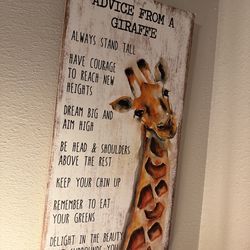 ADVICE FROM A
GIRAFFE
ALWAYS STAND TALL
HAVE COURAGE
TO REACH NEW
HEIGHTS
DREAM BIG AND
AIM HIGH
BE HEAD & SHOULDERS
ABOVE THE REST
KEEP YOUR CHIN UP
REMEMBER TO EAT
YOUR GREENS
DELIGHT IN THE BEAUTY